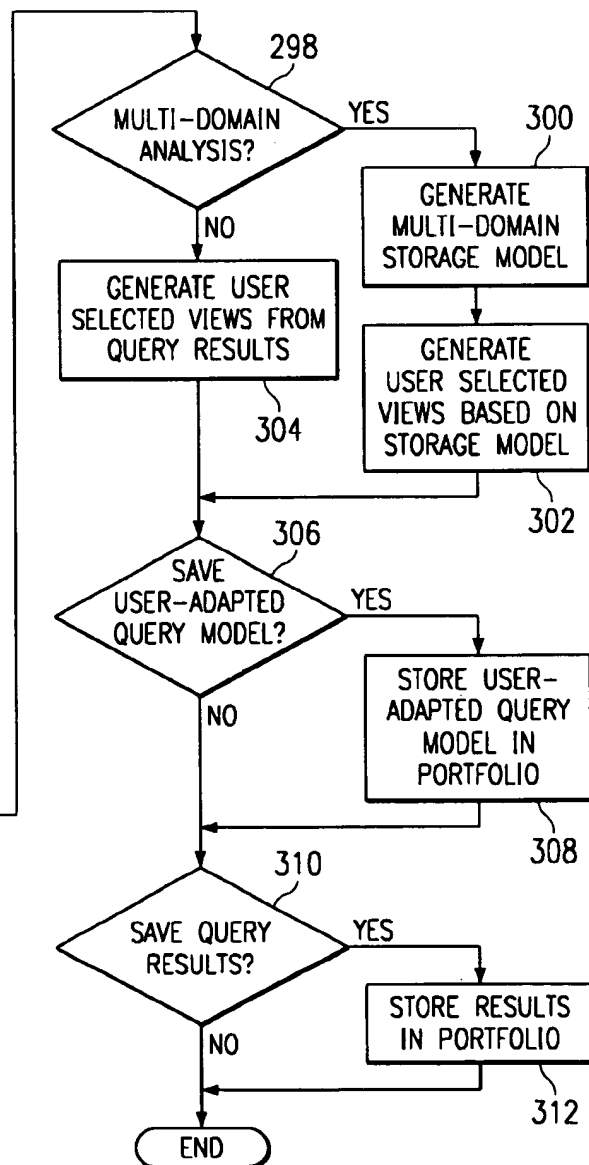 298
MULTI-DOMAIN
ANALYSIS?
YES
NO
300
GENERATE
MULTI-DOMAIN
STORAGE MODEL
GENERATE USER
SELECTED VIEWS FROM
QUERY RESULTS
304
GENERATE
USER SELECTED
VIEWS BASED ON
STORAGE MODEL
302
306
SAVE
USER-ADAPTED
QUERY MODEL?
YES
NO
STORE USER-
ADAPTED QUERY
MODEL IN
PORTFOLIO
308
310
SAVE QUERY
RESULTS?
YES
NO
STORE RESULTS
IN PORTFOLIO
312
END